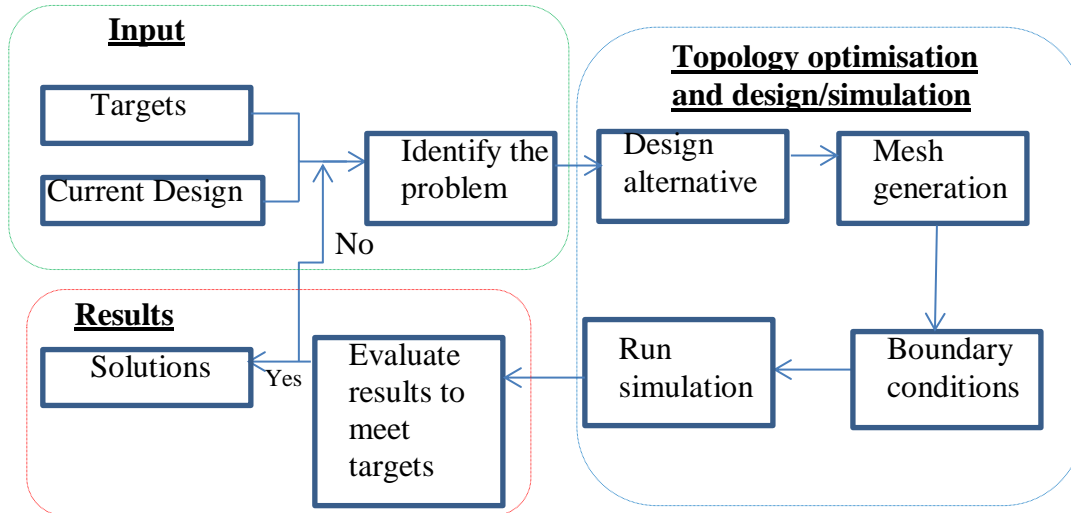 Input
Targets
Current Design
Identify the
problem
No
Topology optimisation
and design/simulation
Design
alternative
Mesh
generation
Boundary
conditions
Run
simulation
Results
Evaluate
results to
meet
targets
Yes
Solutions